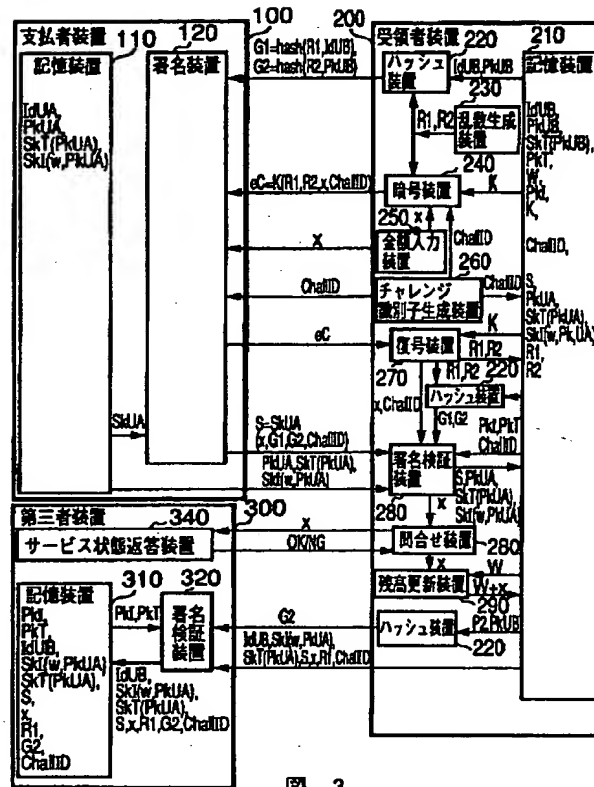 支払者装置
100
110
記憶装置
IdUA,
PkUA,
SkT(PkUA),
SkI(w,PkUA)
120
署名装置
SkUA
200
受領者装置
G1=hash(R1,IdUB),
G2=hash(R2,PkUB)
220
ハッシュ
装置
IdUB,PkUB
210
記憶装置
IdUB,
PkUB,
SkT(PkUB),
PkT,
W,
PkI,
K,
ChallID,
S,
PkUA,
SkT(PkUA),
SkI(w,Pk,UA)
R1,
R2
230
乱数生成
装置
R1,R2
240
暗号装置
K
eC=K(R1,R2,x,ChallID)
x
250
金額入力
装置
ChallID
x
260
チャレンジ
識別子生成装置
ChallID
ChallID
eC
復号装置
270
K
R1,R2
R1,R2
220
ハッシュ装置
x,ChallID
G1,G2
PkI,PkT
ChallID
S=SkUA
(x,G1,G2,ChallID)
PkUA,SkT(PkUA),
SkI(w,PkUA)
署名検証
装置
280
S,PkUA,
SkT(PkUA),
SkI(w,PkUA)
x
問合せ装置
280
x
W
残高更新装置
W+x
290
P2,PkUB
ハッシュ装置
220
第三者装置
300
340
サービス状態返答装置
x
OK/NG
310
記憶装置
PkI,
PkT,
IdUB,
SkI(w,PkUA)
SkT(PkUA),
S,
x,
R1,
G2,
ChallID
PkI,PkT
320
署名
検証
装置
IdUB,
SkI(w,PkUA),
SkT(PkUA),
S,x,R1,G2,ChallID
G2
IdUB,SkI(w,PkUA),
SkT(PkUA),S,x,R1,ChallID
図 3